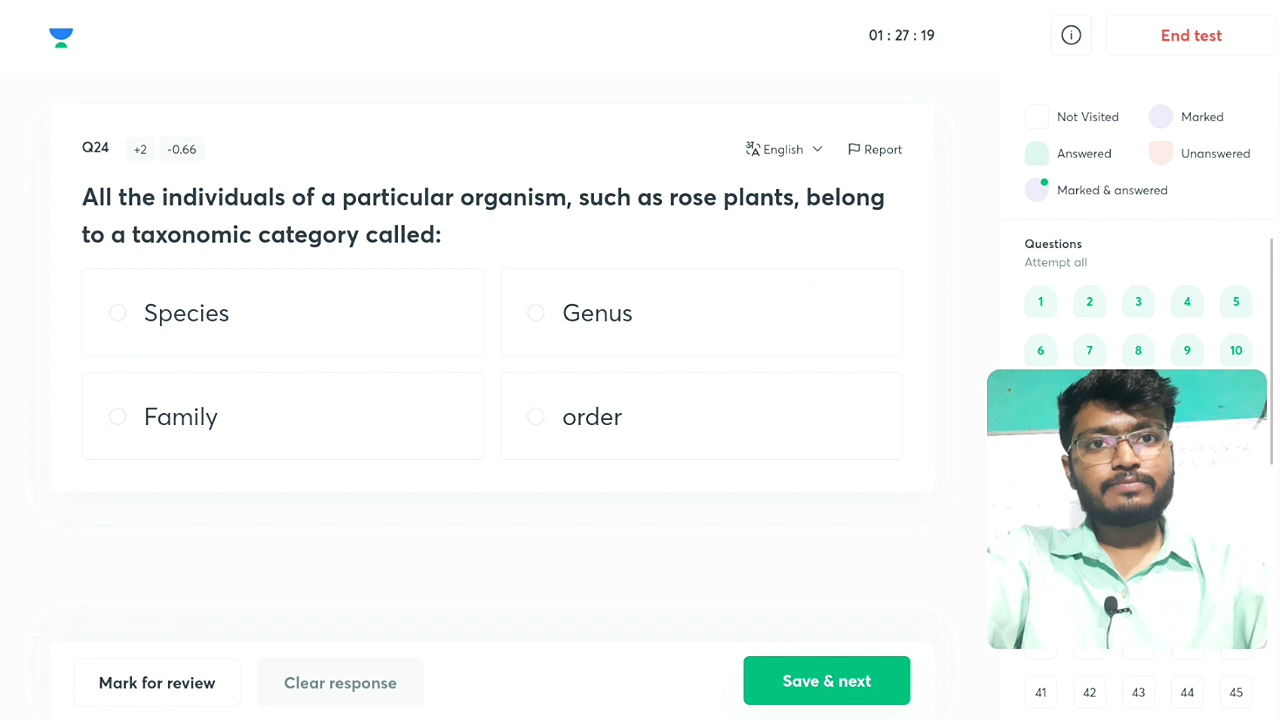 01 : 27 : 19
End test
Q24 +2 -0.66 English Report
All the individuals of a particular organism, such as rose plants, belong
to a taxonomic category called:
Species
Genus
Family
order
Mark for review
Clear response
Save & next
Not Visited Marked
Answered Unanswered
Marked & answered
Questions
Attempt all
1 2 3 4 5
6 7 8 9 10
41 42 43 44 45